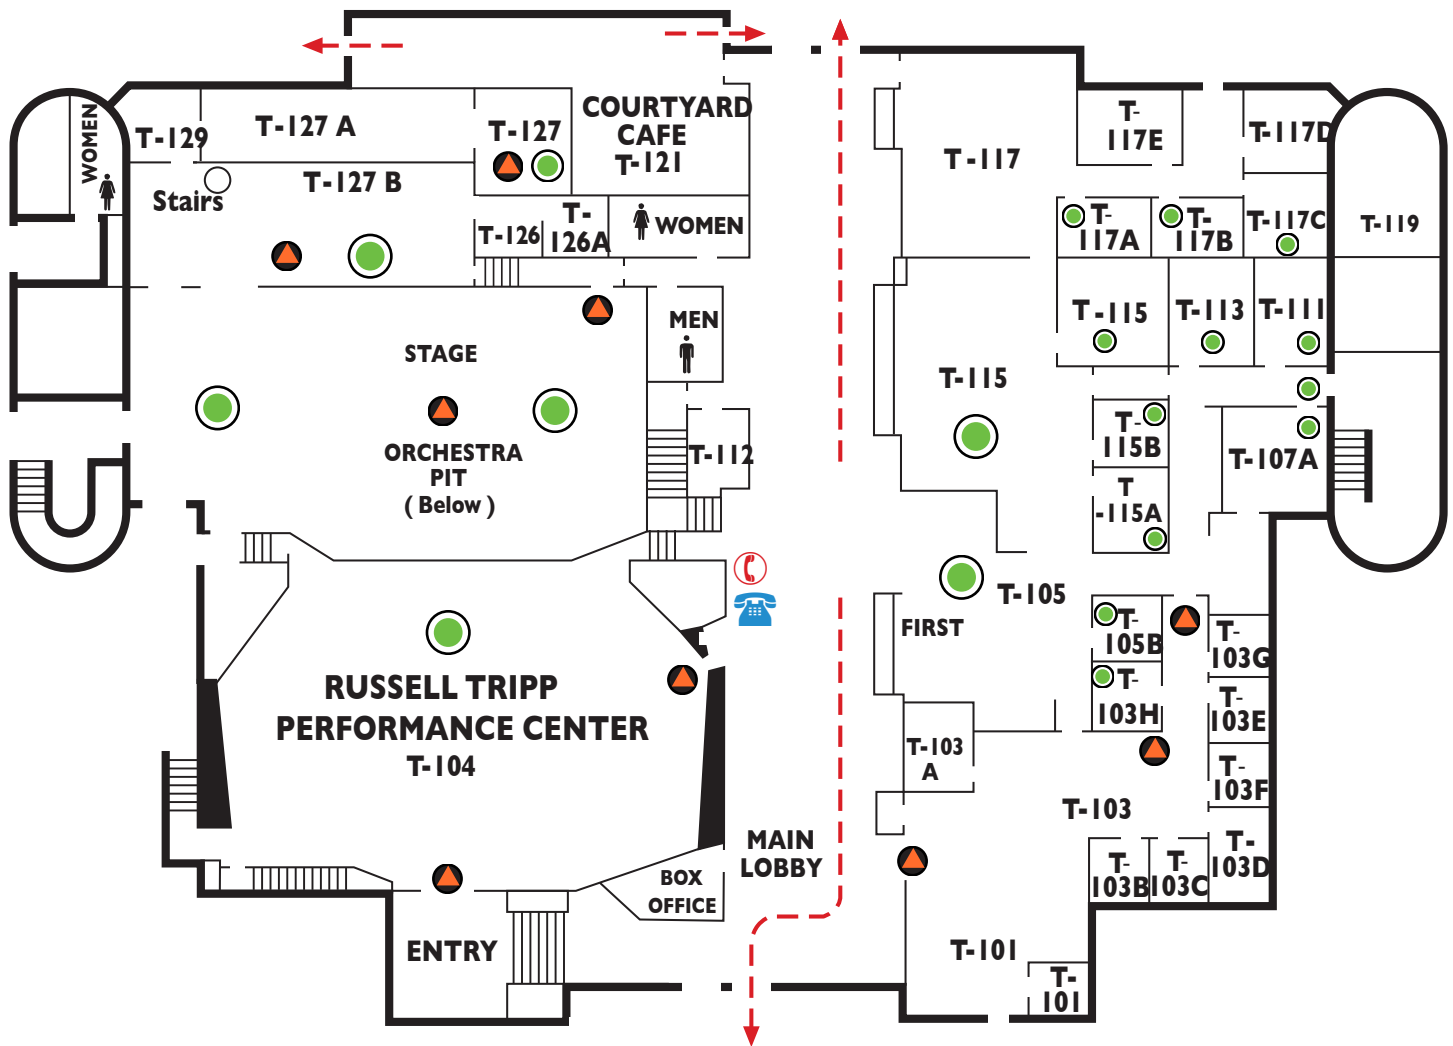 WOMEN
T-129
T-127 A
T-127
COURTYARD
CAFE
T-121
Stairs
T-127 B
T-126
T-
126A
WOMEN
T-117
T-
117E
T-117D
T-
117A
T-
117B
T-117C
T-119
STAGE
MEN
T -115
T-113
T-111
ORCHESTRA
PIT
( Below )
T-112
T-115
T-
115B
T
-115A
T-107A
RUSSELL TRIPP
PERFORMANCE CENTER
T-104
FIRST
T-105
T-
105B
T-
103H
T-
103G
T-
103E
T-
103F
T-
103D
T-103
A
T-103
T-
103B
T-
103C
MAIN
LOBBY
BOX
OFFICE
ENTRY
T-101
T-
101